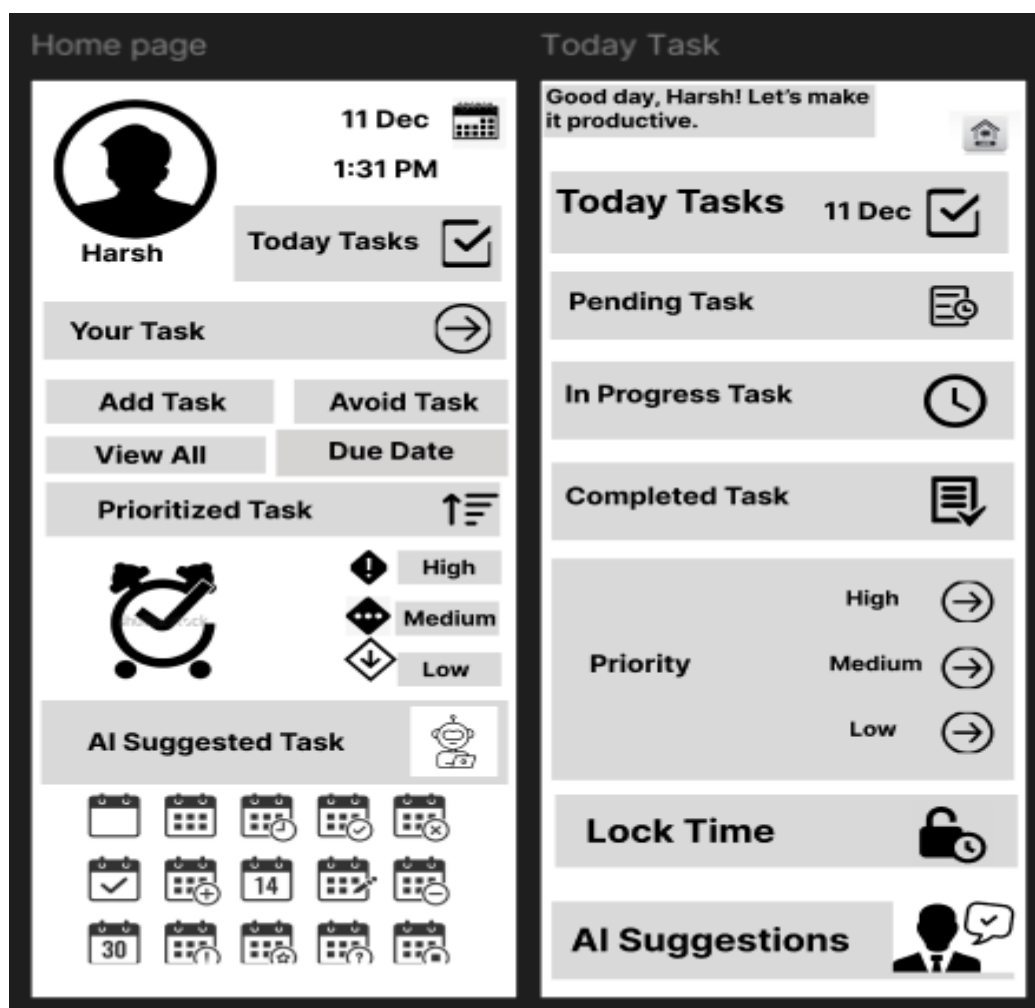 Home page
11 Dec
1:31 PM
Harsh
Today Tasks
Your Task
Add Task
Avoid Task
View All
Due Date
Prioritized Task
High
Medium
Low
AI Suggested Task
14
30
Today Task
Good day, Harsh! Let's make
it productive.
Today Tasks 11 Dec
Pending Task
In Progress Task
Completed Task
Priority
High
Medium
Low
Lock Time
AI Suggestions